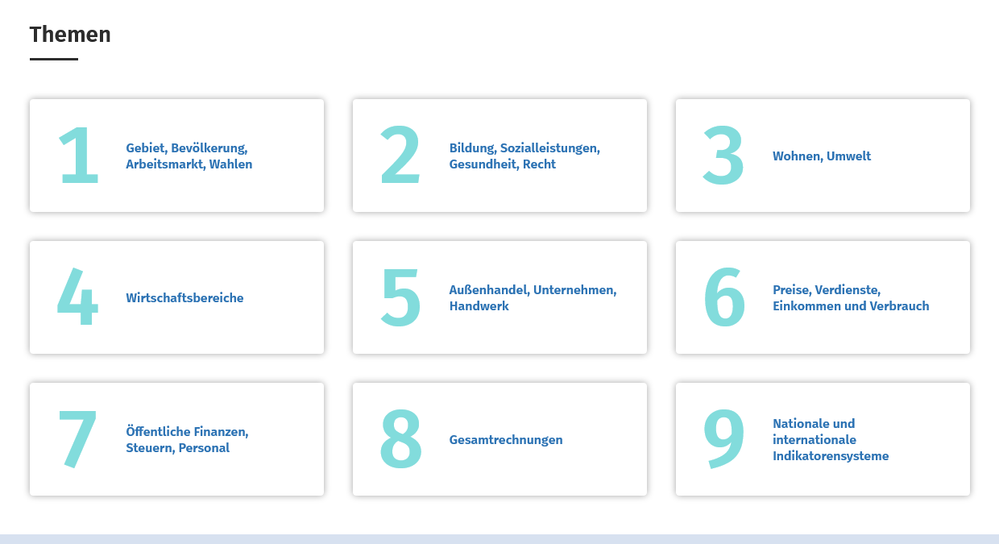 Themen
1
Gebiet, Bevölkerung,
Arbeitsmarkt, Wahlen
2
Bildung, Sozialleistungen,
Gesundheit, Recht
3
Wohnen, Umwelt
4
Wirtschaftsbereiche
5
Außenhandel, Unternehmen,
Handwerk
6
Preise, Verdienste,
Einkommen und Verbrauch
7
Öffentliche Finanzen,
Steuern, Personal
8
Gesamtrechnungen
9
Nationale und
internationale
Indikatorensysteme